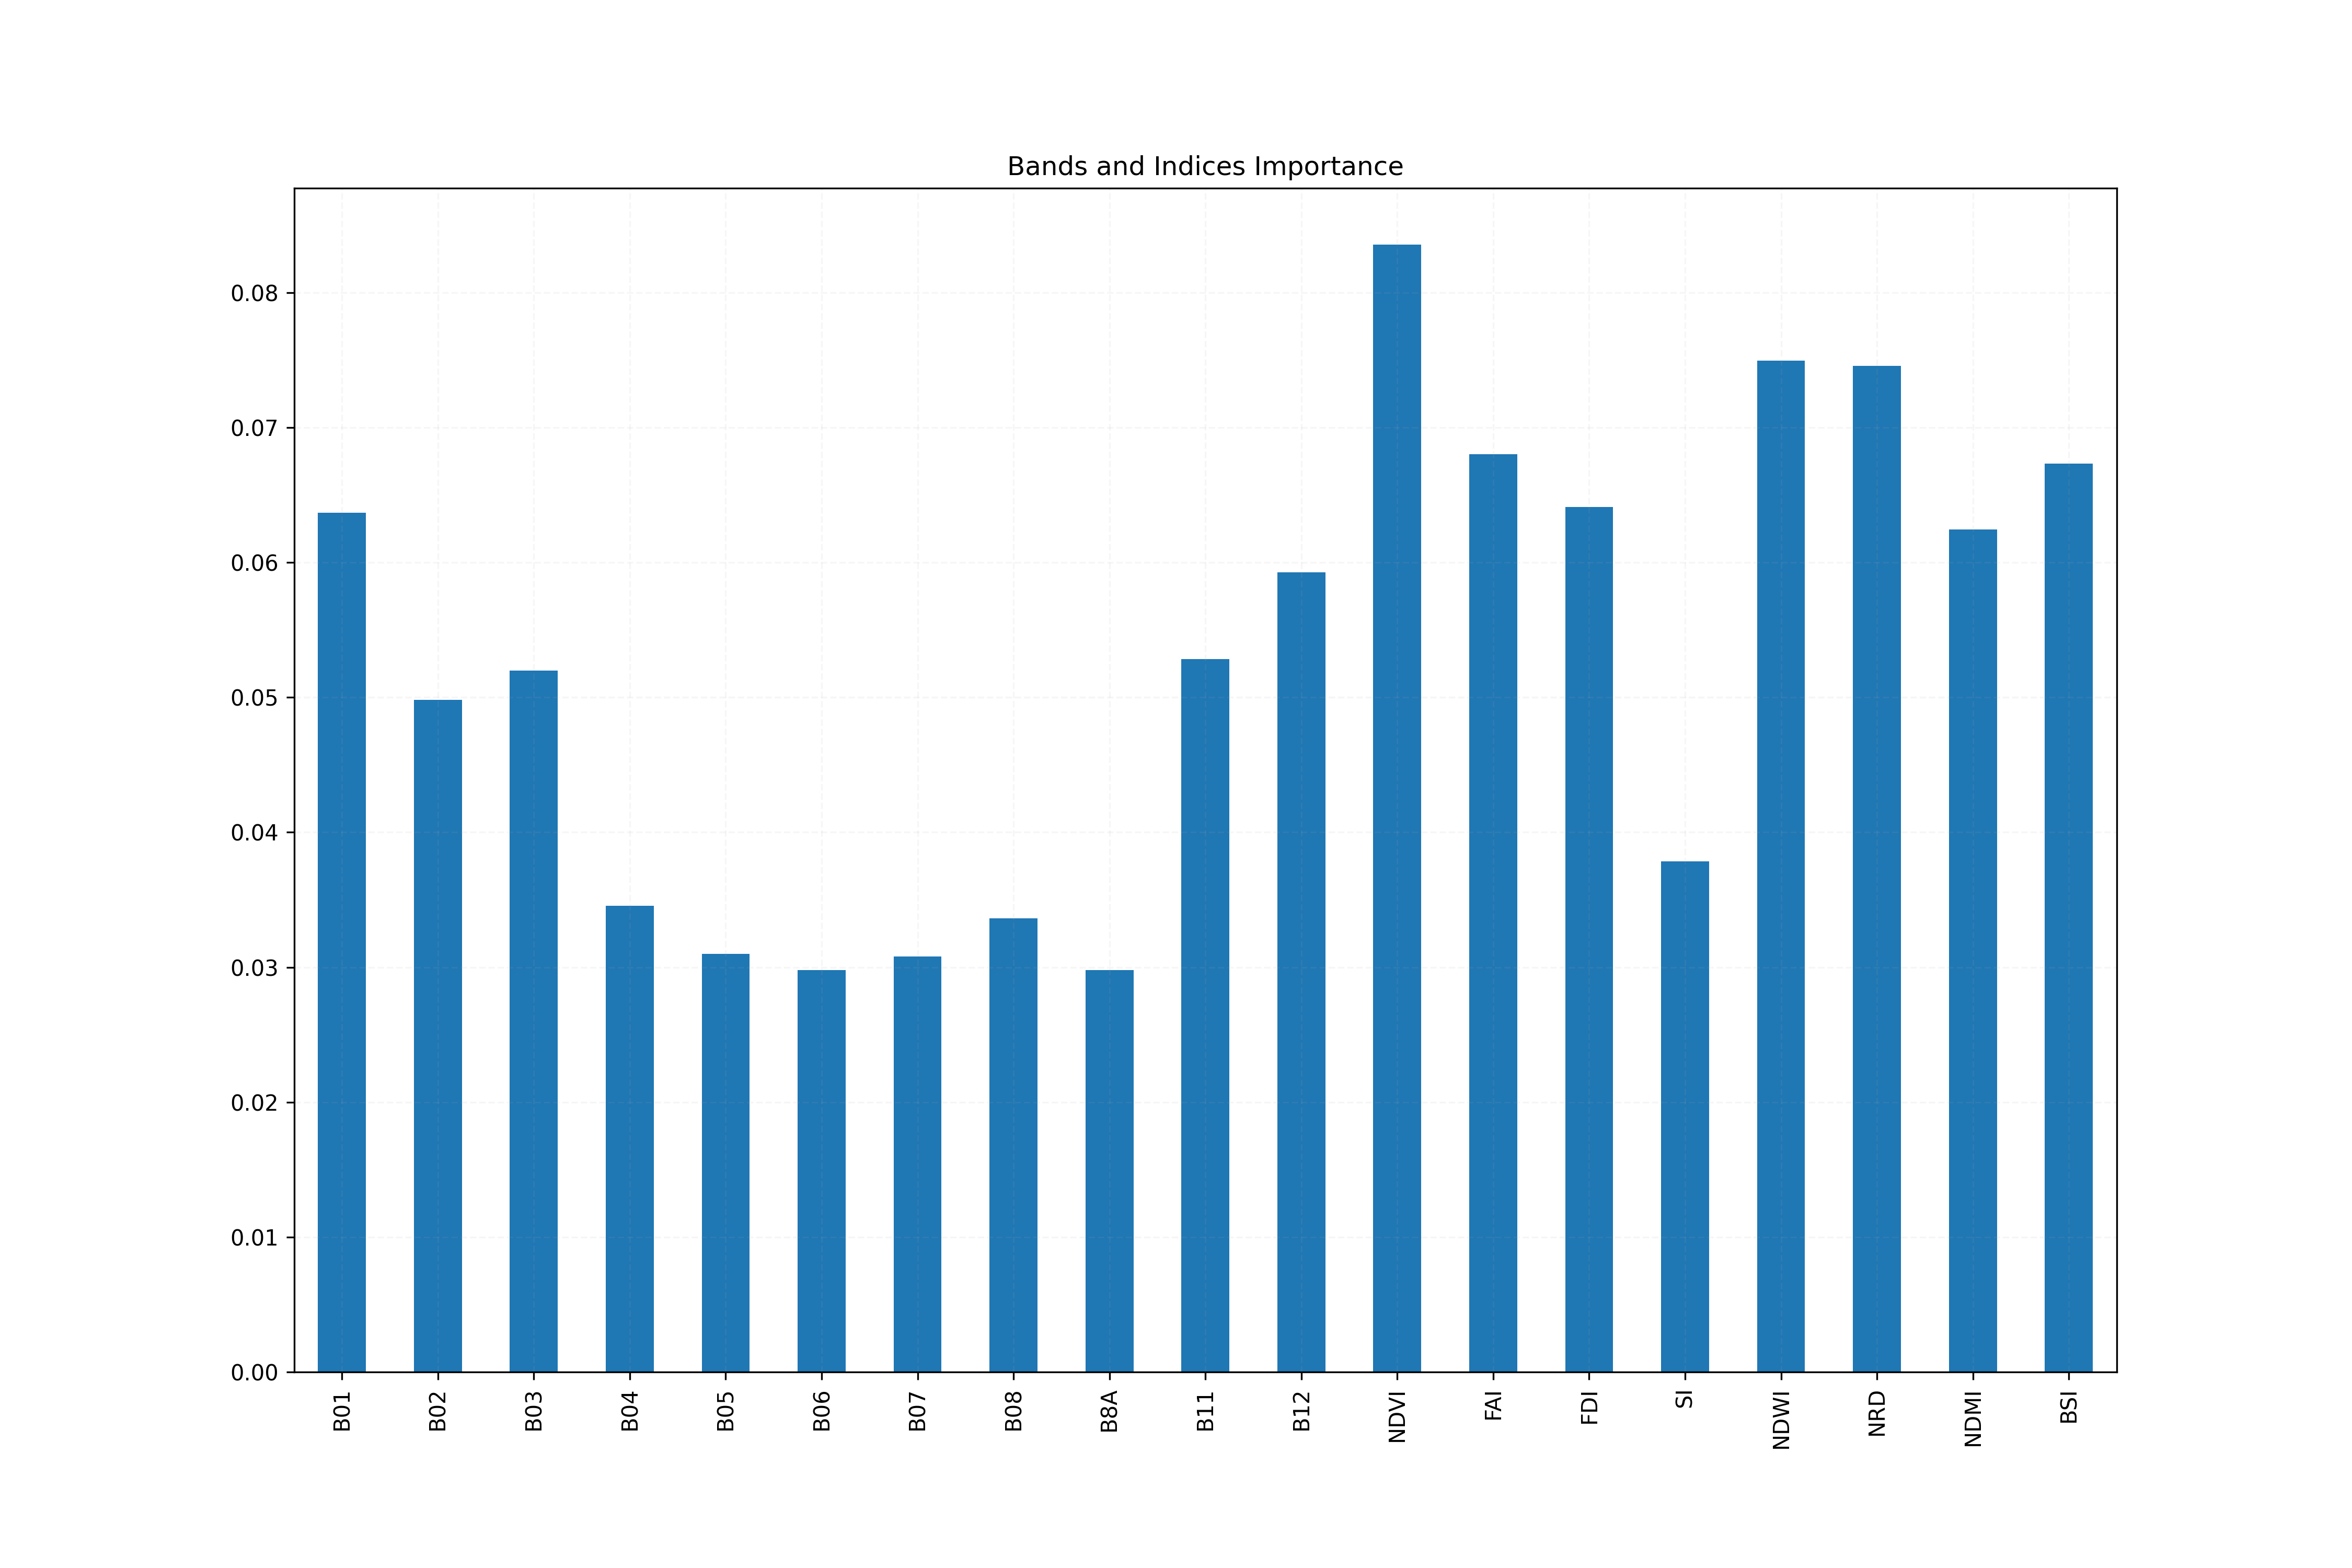 Bands and Indices Importance
0.08
0.07
0.06
0.05
0.04
0.03
0.02
0.01
0.00
B01
B02
B03
B04
B05
B06
B07
B08
B8A
B11
B12
NDVI
FAI
FDI
SI
NDWI
NRD
NDMI
BSI